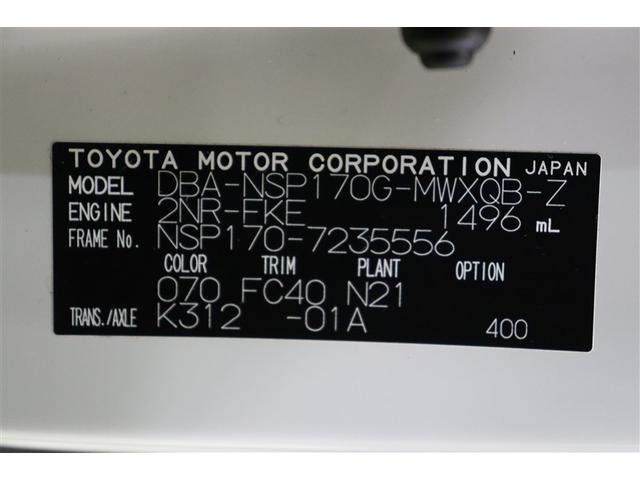 TOYOTA MOTOR CORPORATION JAPAN
MODEL DBA-NSP170G-MWXQB-Z
ENGINE 2NR-FKE 1496 mL
FRAME No. NSP170-7235556
COLOR TRIM PLANT OPTION
070 FC40 N21
TRANS./AXLE K312 -01A 400